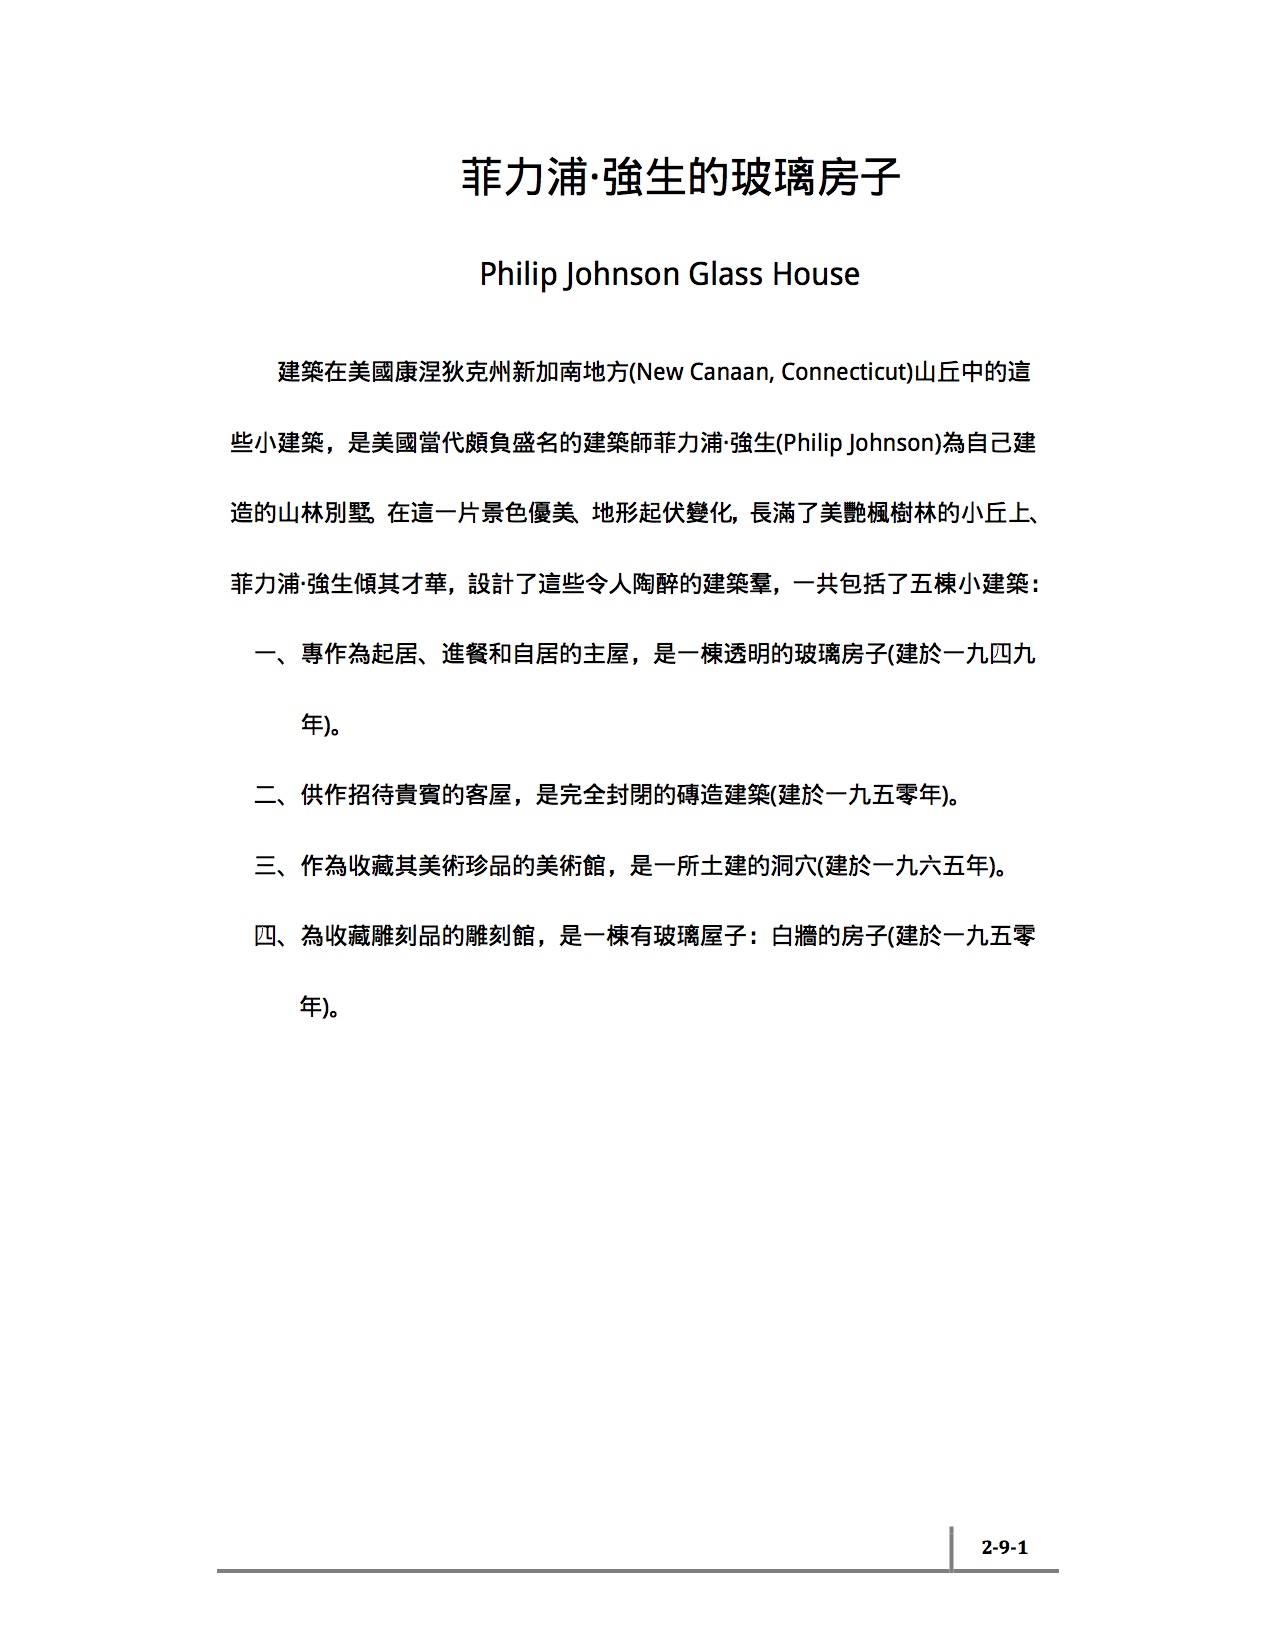 菲力浦·強生的玻璃房子
Philip Johnson Glass House
建築在美國康涅狄克州新加南地方(New Canaan, Connecticut)山丘中的這
些小建築，是美國當代頗負盛名的建築師菲力浦·強生(Philip Johnson)為自己建
造的山林別墅。在這一片景色優美、地形起伏變化，長滿了美艷楓樹林的小丘上、
菲力浦·強生傾其才華，設計了這些令人陶醉的建築羣，一共包括了五棟小建築：
一、專作為起居、進餐和自居的主屋，是一棟透明的玻璃房子(建於一九四九
年)。
二、供作招待貴賓的客屋，是完全封閉的磚造建築(建於一九五零年)。
三、作為收藏其美術珍品的美術館，是一所土建的洞穴(建於一九六五年)。
四、為收藏雕刻品的雕刻館，是一棟有玻璃屋子：白牆的房子(建於一九五零
年)。
2-9-1